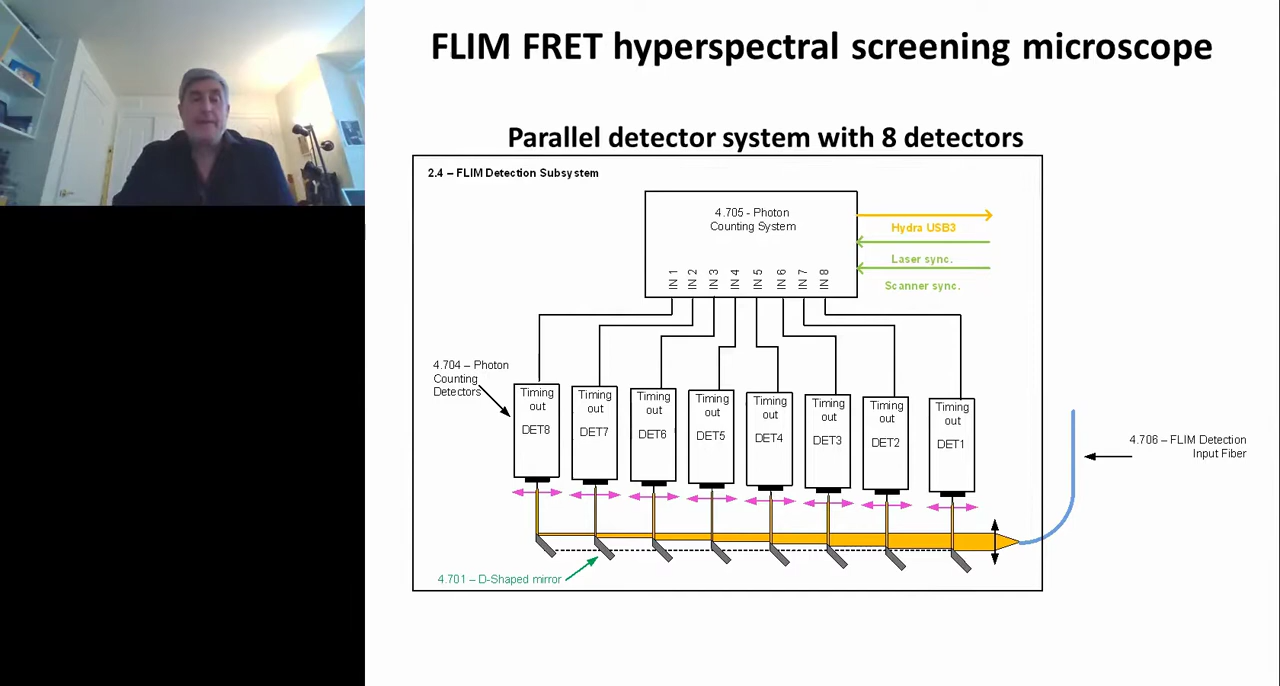 FLIM FRET hyperspectral screening microscope
Parallel detector system with 8 detectors
2.4 – FLIM Detection Subsystem
4.705 - Photon
Counting System
IN 1
IN 2
IN 3
IN 4
IN 5
IN 6
IN 7
IN 8
Hydra USB3
Laser sync.
Scanner sync.
4.704 – Photon
Counting
Detectors
Timing
out
DET8
Timing
out
DET7
Timing
out
DET6
Timing
out
DET5
Timing
out
DET4
Timing
out
DET3
Timing
out
DET2
Timing
out
DET1
4.706 – FLIM Detection
Input Fiber
4.701 – D-Shaped mirror